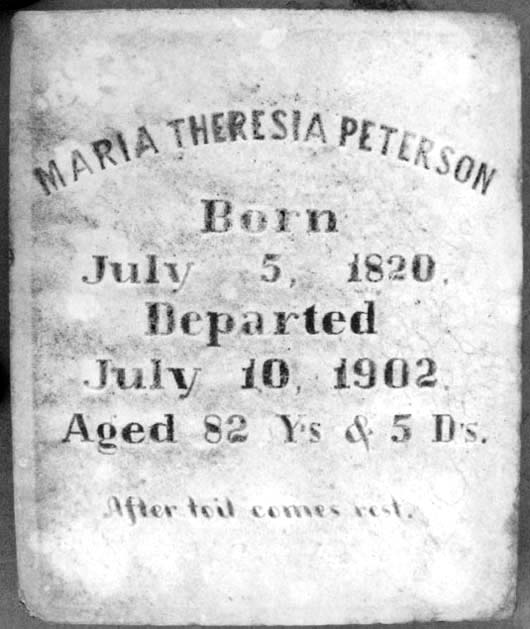 MARIA THERESIA PETERSON
Born
July 5, 1820.
Departed
July 10, 1902.
Aged 82 Ys & 5 D's.
After toil comes rest.